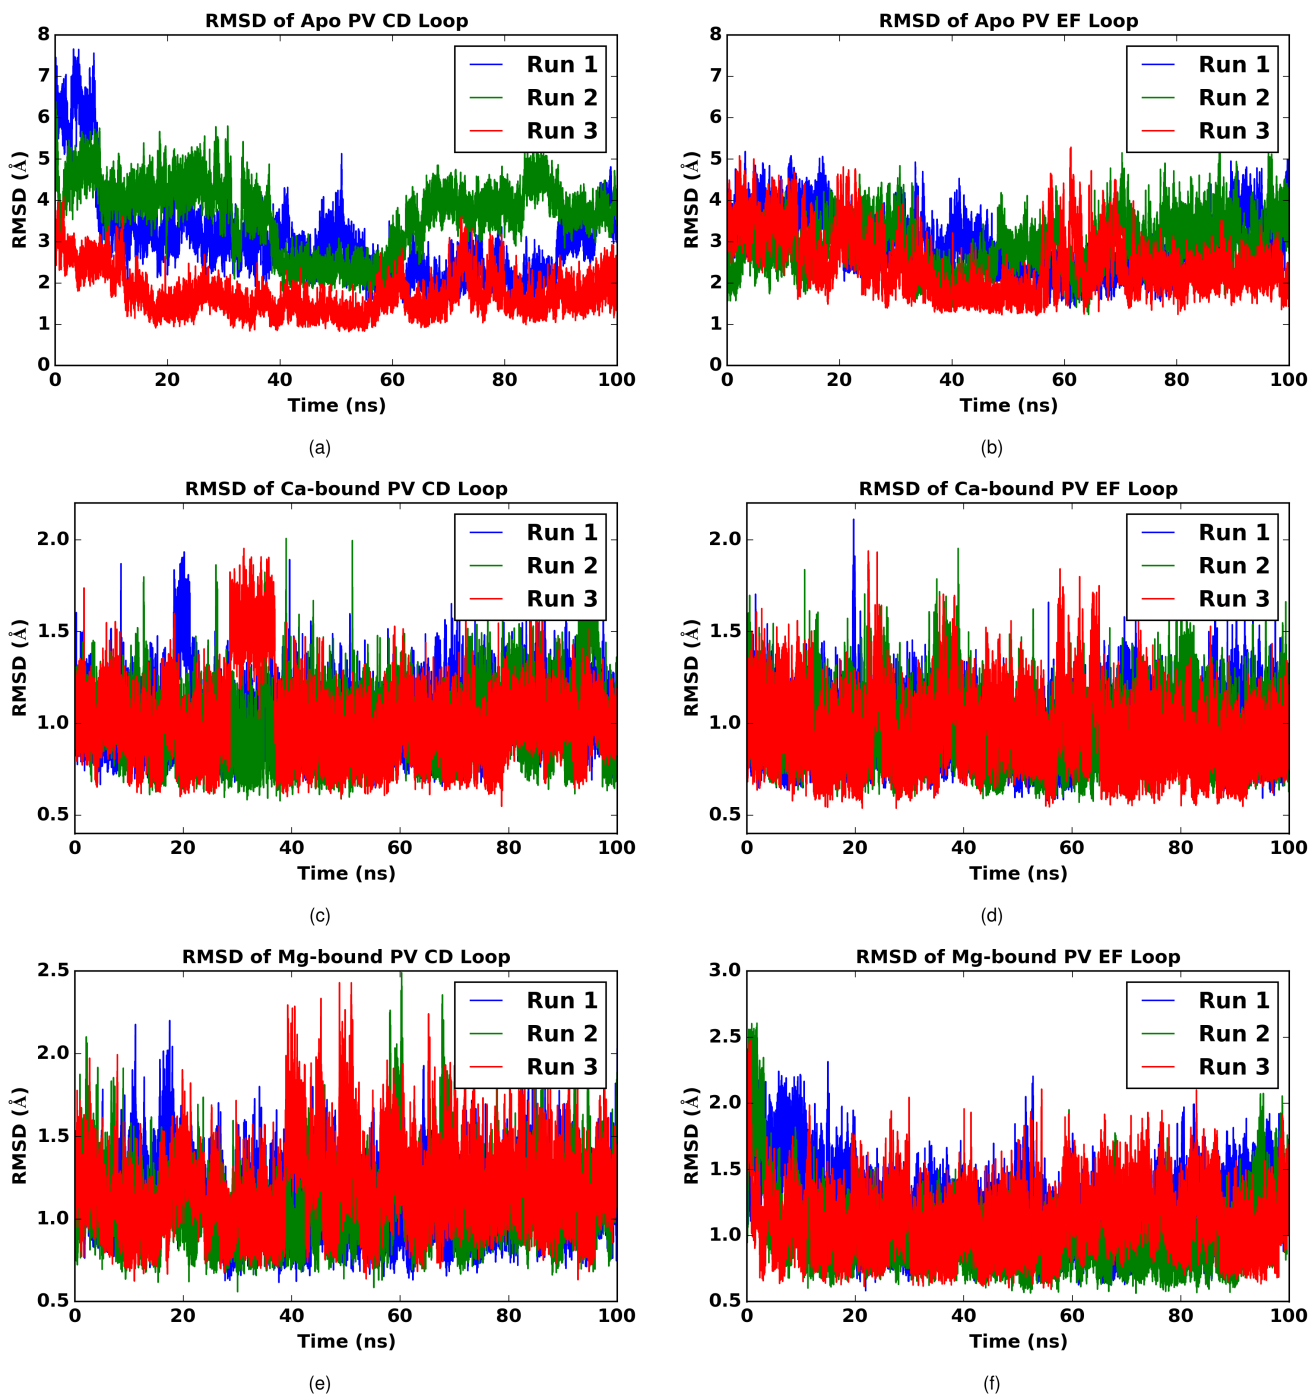 RMSD of Apo PV CD Loop
8
7
6
5
4
3
2
1
0
RMSD (Å)
Run 1
Run 2
Run 3
0 20 40 60 80 100
Time (ns)
(a)
RMSD of Apo PV EF Loop
8
7
6
5
4
3
2
1
0
RMSD (Å)
Run 1
Run 2
Run 3
0 20 40 60 80 100
Time (ns)
(b)
RMSD of Ca-bound PV CD Loop
2.0
1.5
1.0
0.5
RMSD (Å)
Run 1
Run 2
Run 3
0 20 40 60 80 100
Time (ns)
(c)
RMSD of Ca-bound PV EF Loop
2.0
1.5
1.0
0.5
RMSD (Å)
Run 1
Run 2
Run 3
0 20 40 60 80 100
Time (ns)
(d)
RMSD of Mg-bound PV CD Loop
2.5
2.0
1.5
1.0
0.5
RMSD (Å)
Run 1
Run 2
Run 3
0 20 40 60 80 100
Time (ns)
(e)
RMSD of Mg-bound PV EF Loop
3.0
2.5
2.0
1.5
1.0
0.5
RMSD (Å)
Run 1
Run 2
Run 3
0 20 40 60 80 100
Time (ns)
(f)